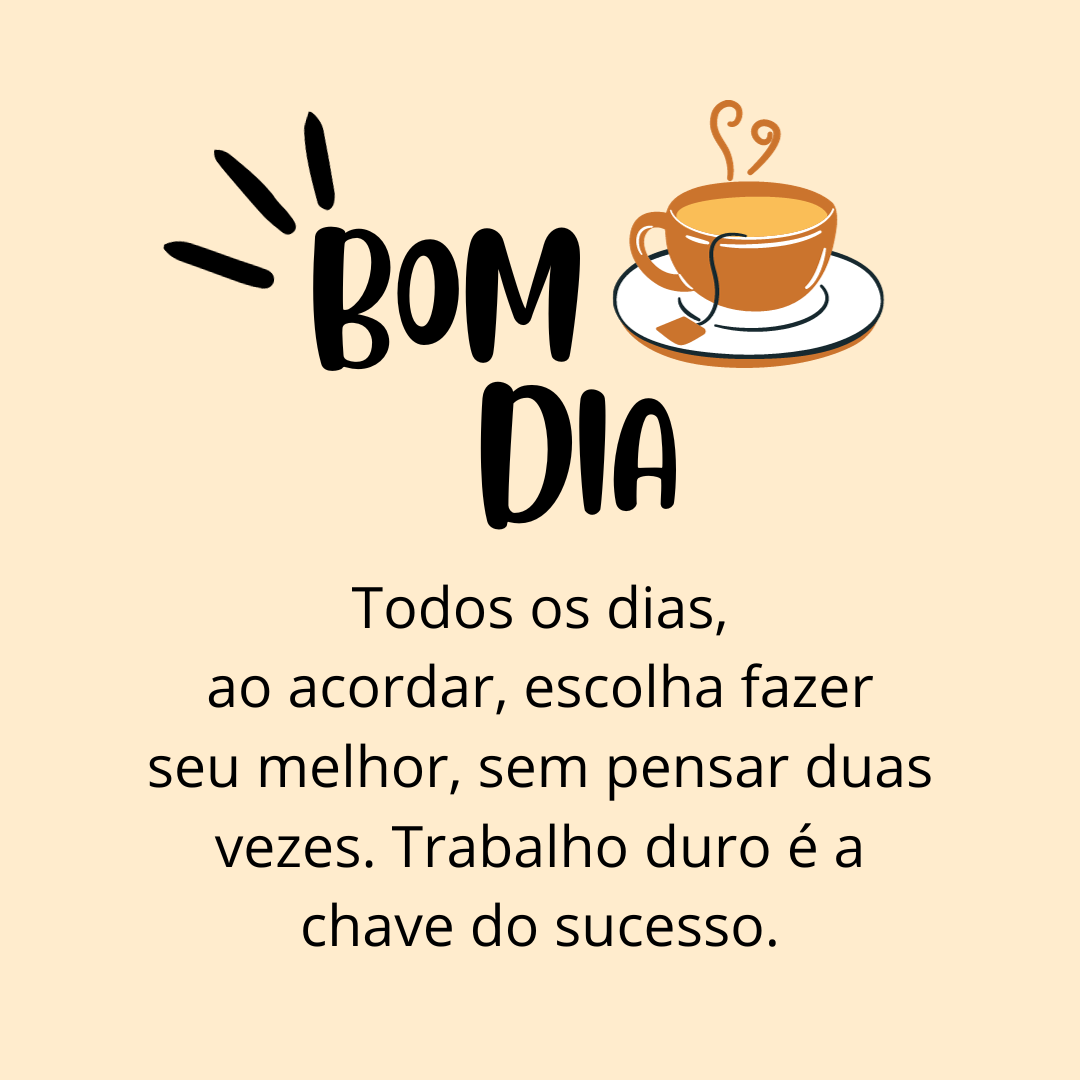 BOM
DIA
Todos os dias,
ao acordar, escolha fazer
seu melhor, sem pensar duas
vezes. Trabalho duro é a
chave do sucesso.